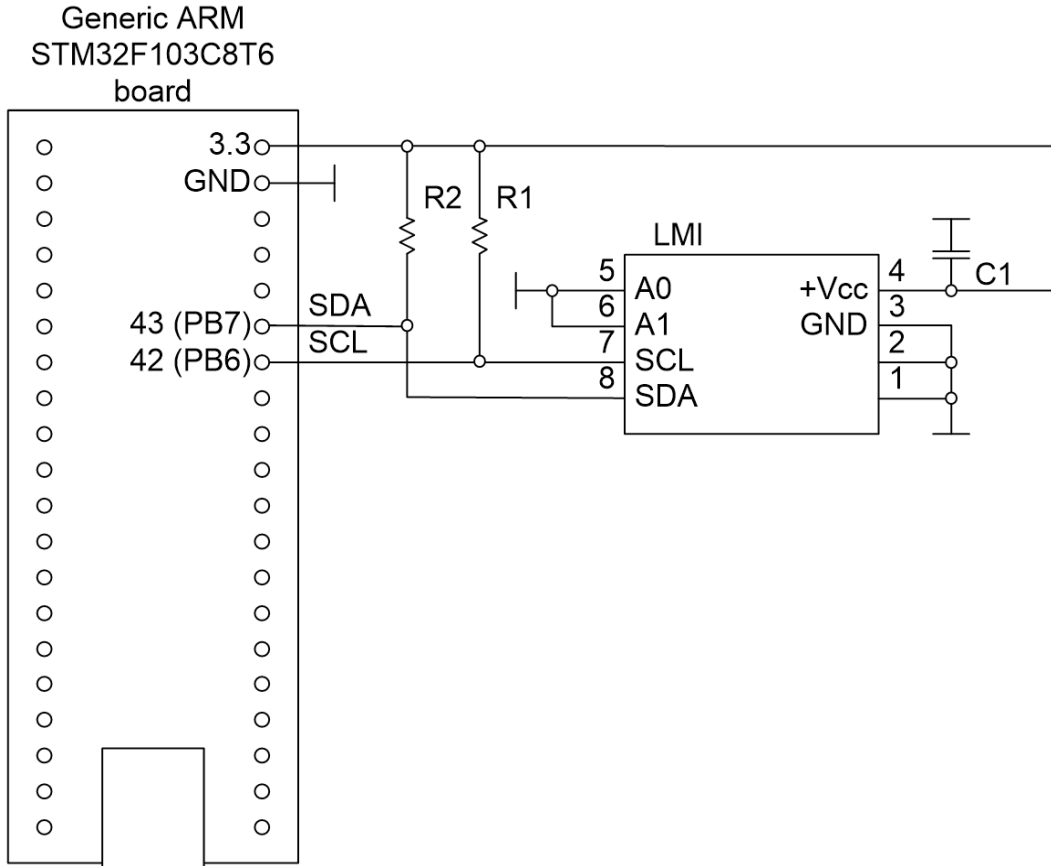 Generic ARM
STM32F103C8T6
board
3.3
GND
R2 R1
LMI
5 A0 +Vcc 4 C1
6 A1 GND 3
SDA
43 (PB7)
SCL
42 (PB6)
7 SCL 2
8 SDA 1